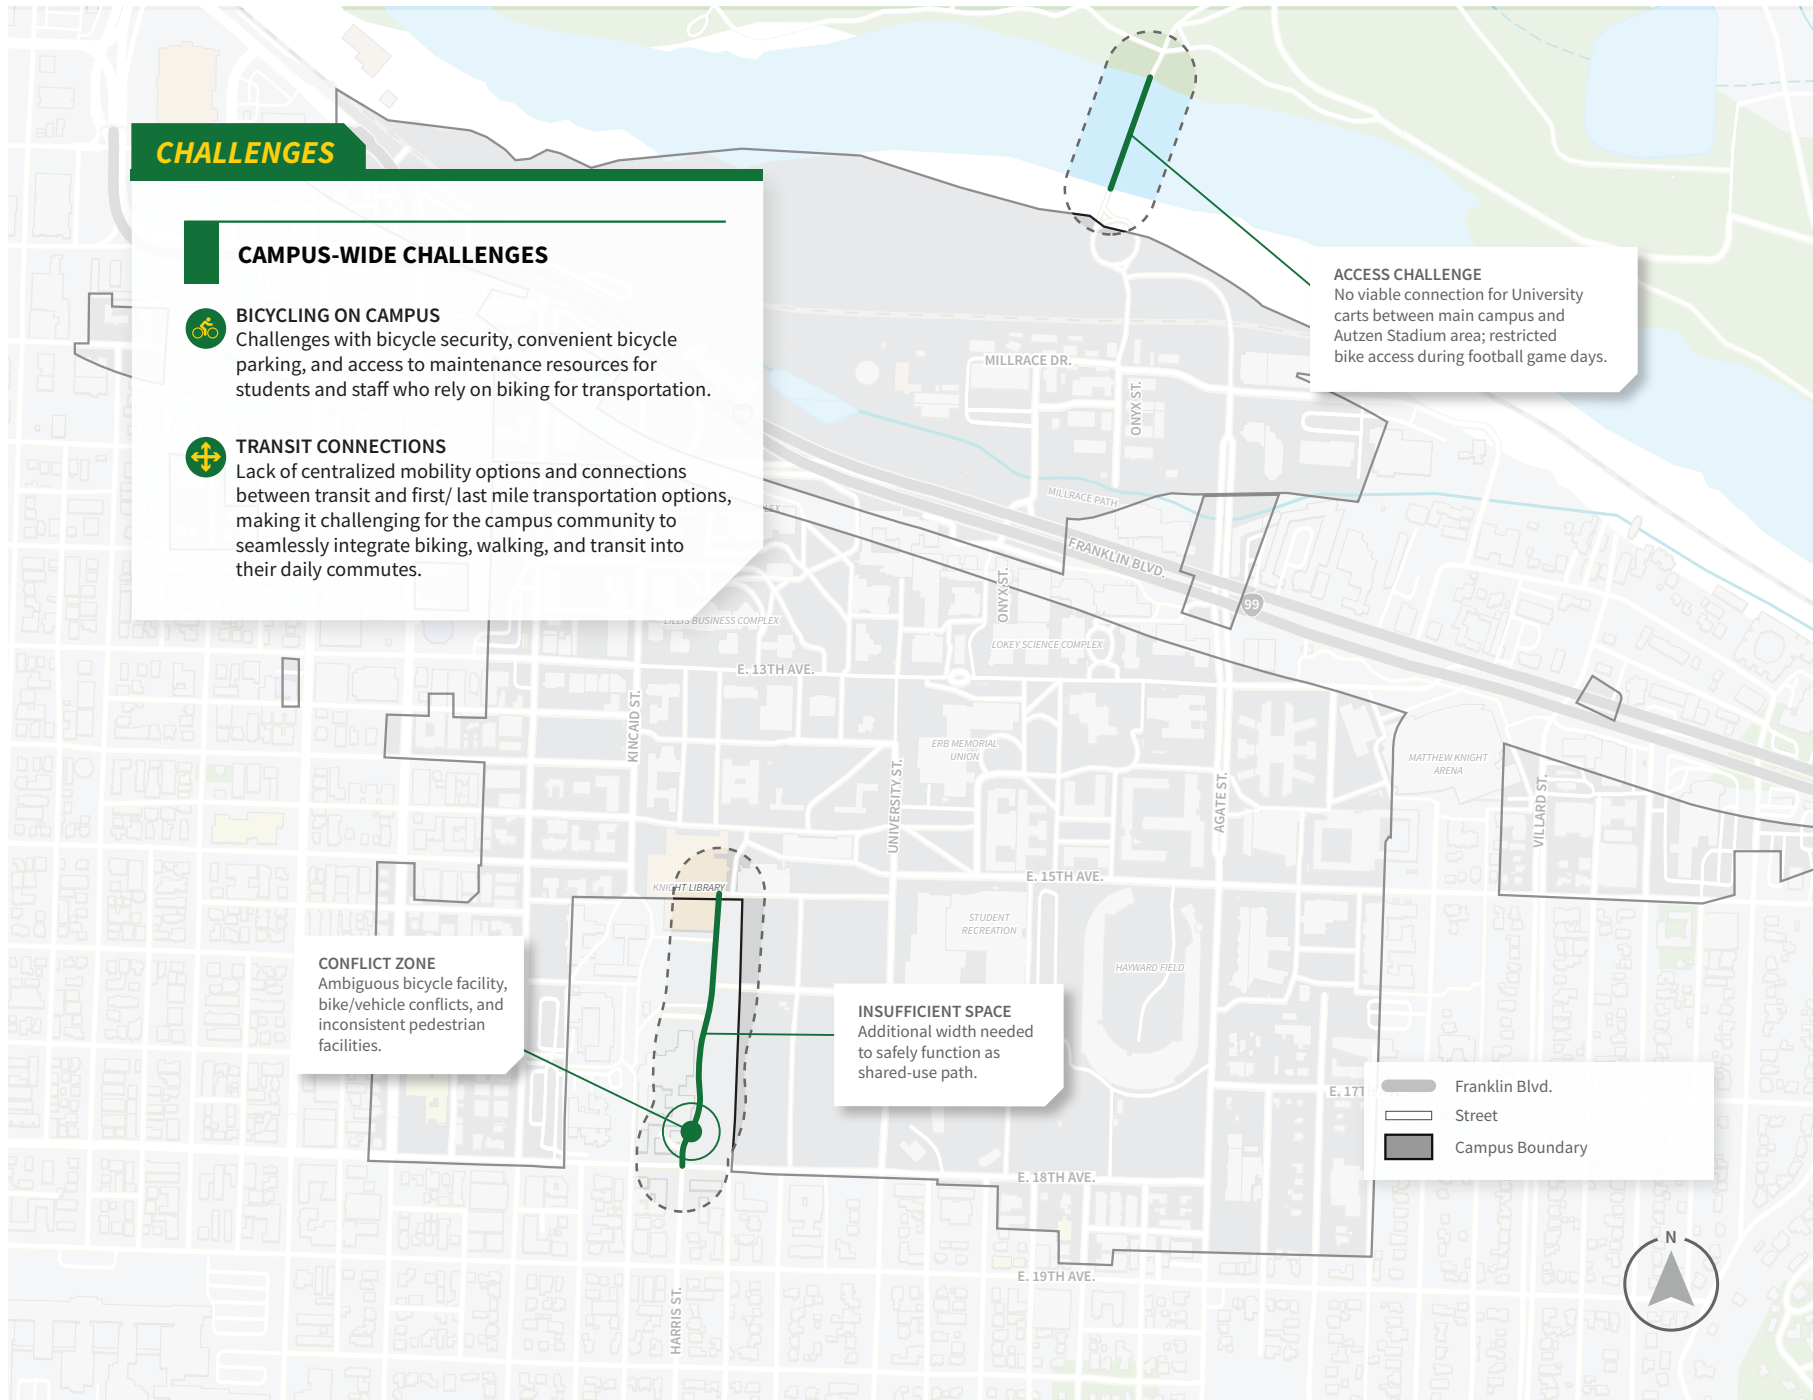 CHALLENGES
CAMPUS-WIDE CHALLENGES
BICYCLING ON CAMPUS
Challenges with bicycle security, convenient bicycle
parking, and access to maintenance resources for
students and staff who rely on biking for transportation.
TRANSIT CONNECTIONS
Lack of centralized mobility options and connections
between transit and first/ last mile transportation options,
making it challenging for the campus community to
seamlessly integrate biking, walking, and transit into
their daily commutes.
ACCESS CHALLENGE
No viable connection for University
carts between main campus and
Autzen Stadium area; restricted
bike access during football game days.
MILLRACE DR.
ONYX ST.
MILLRACE PATH
FRANKLIN BLVD.
99
ONYX ST.
LILLIS BUSINESS COMPLEX
LOKEY SCIENCE COMPLEX
E. 13TH AVE.
KINCAID ST.
ERB MEMORIAL
UNION
MATTHEW KNIGHT
ARENA
UNIVERSITY ST.
AGATE ST.
VILLARD ST.
KNIGHT LIBRARY
E. 15TH AVE.
STUDENT
RECREATION
HAYWARD FIELD
CONFLICT ZONE
Ambiguous bicycle facility,
bike/vehicle conflicts, and
inconsistent pedestrian
facilities.
INSUFFICIENT SPACE
Additional width needed
to safely function as
shared-use path.
E. 17T
Franklin Blvd.
Street
Campus Boundary
E. 18TH AVE.
E. 19TH AVE.
HARRIS ST.
N